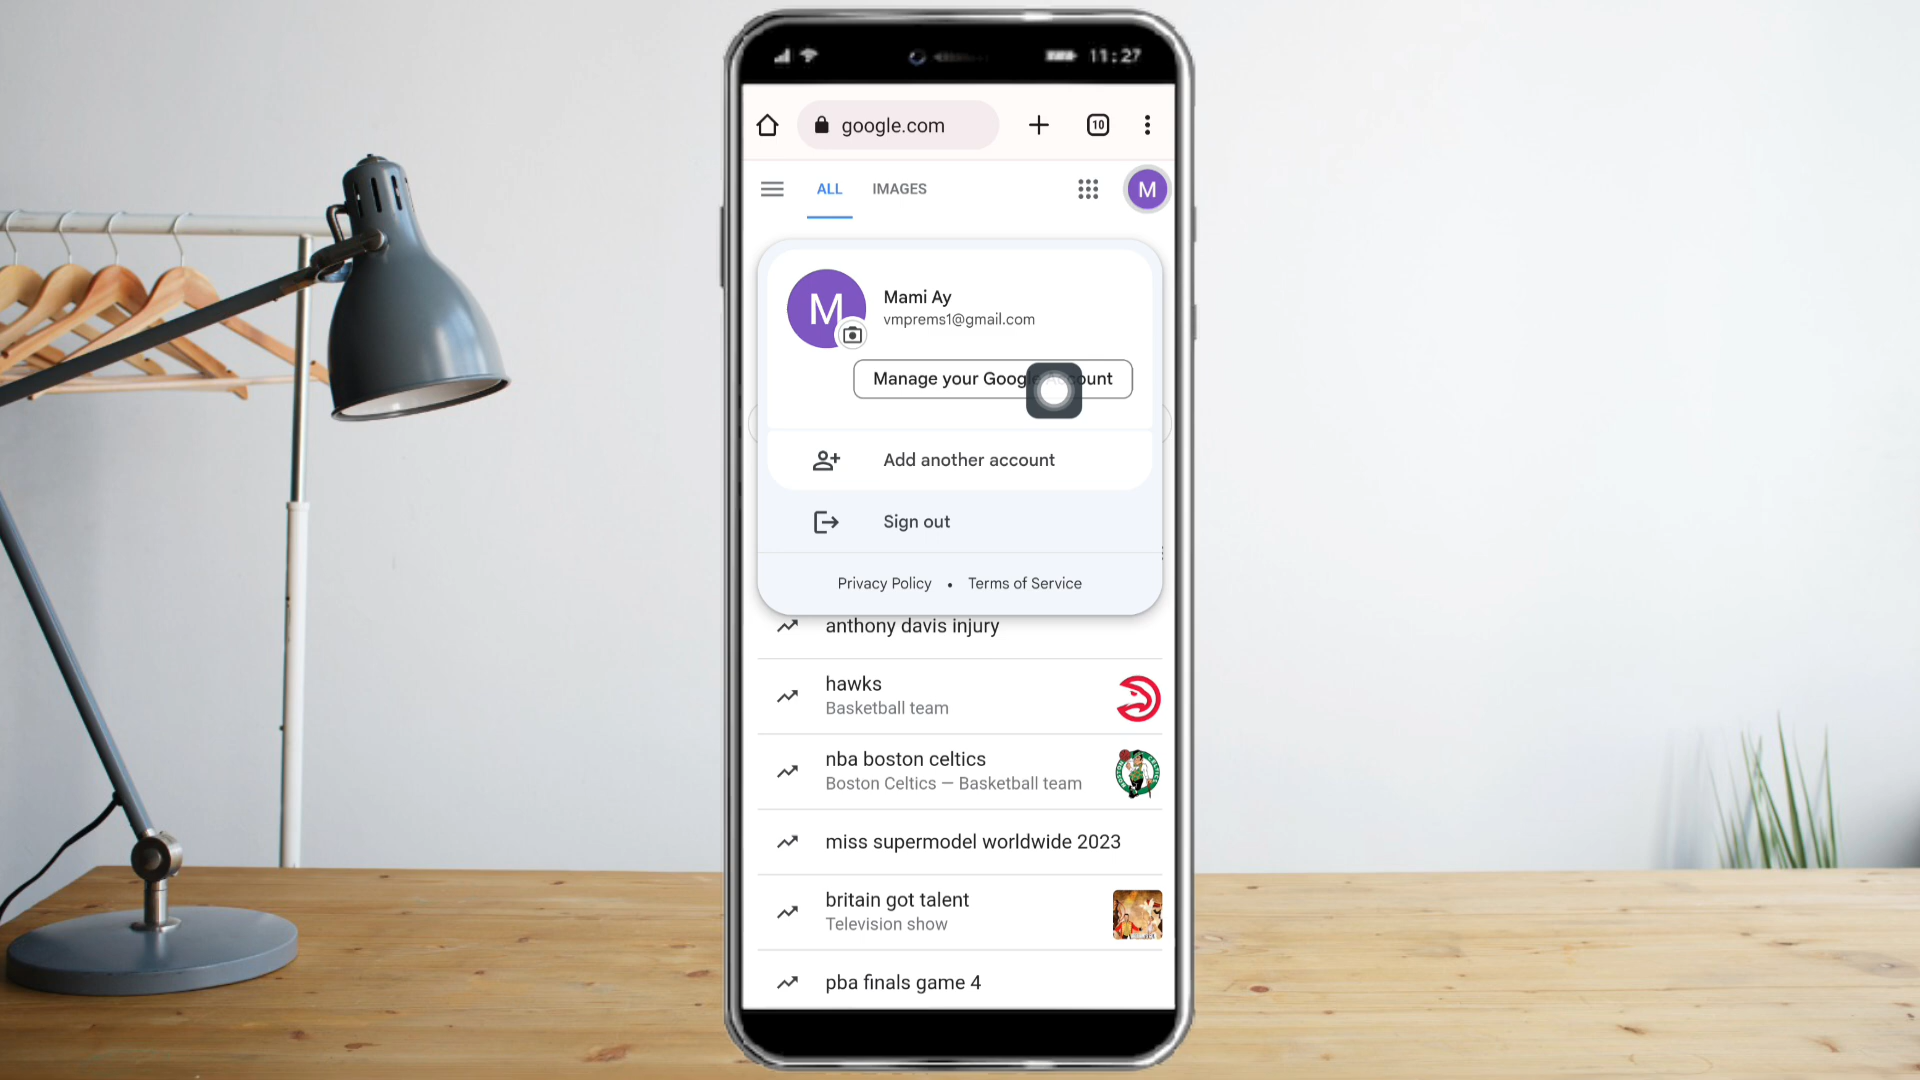 11:27
google.com
10
ALL IMAGES
M
M
Mami Ay
vmprems1@gmail.com
Manage your Google Account
Add another account
Sign out
Privacy Policy • Terms of Service
anthony davis injury
hawks
Basketball team
nba boston celtics
Boston Celtics — Basketball team
miss supermodel worldwide 2023
britain got talent
Television show
pba finals game 4